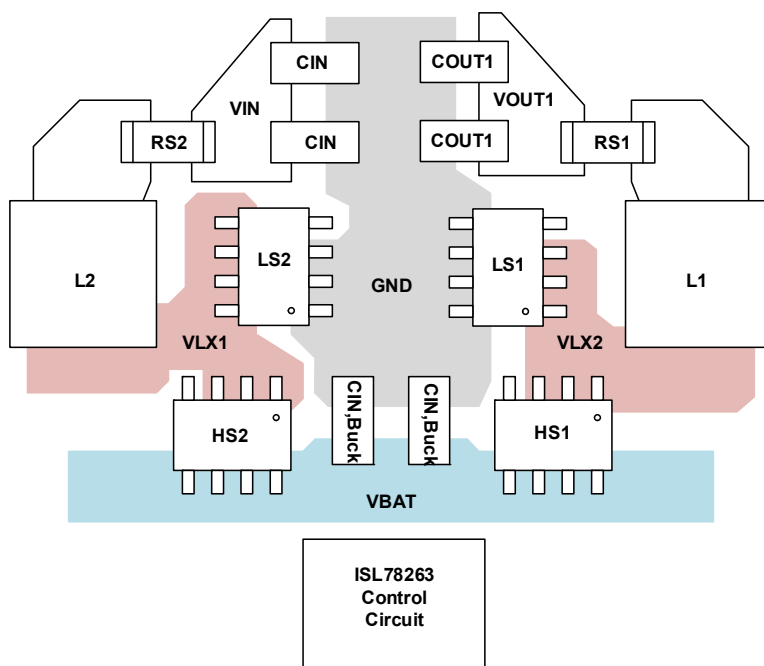 CIN
COUT1
VIN
VOUT1
RS2
CIN
COUT1
RS1
L2
LS2
GND
LS1
L1
VLX1
VLX2
CIN,Buck
CIN,Buck
HS2
HS1
VBAT
ISL78263
Control
Circuit